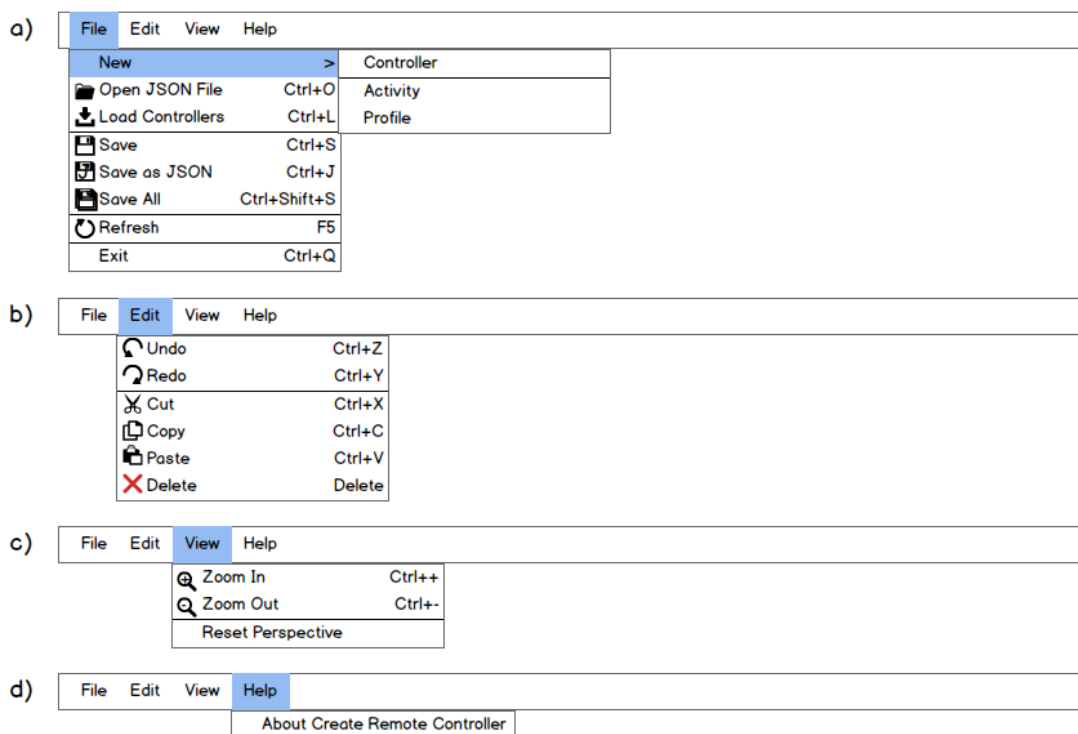 a) File Edit View Help
New > Controller
Open JSON File Ctrl+O Activity
Load Controllers Ctrl+L Profile
Save Ctrl+S
Save as JSON Ctrl+J
Save All Ctrl+Shift+S
Refresh F5
Exit Ctrl+Q
b) File Edit View Help
Undo Ctrl+Z
Redo Ctrl+Y
Cut Ctrl+X
Copy Ctrl+C
Paste Ctrl+V
Delete Delete
c) File Edit View Help
Zoom In Ctrl++
Zoom Out Ctrl+-
Reset Perspective
d) File Edit View Help
About Create Remote Controller